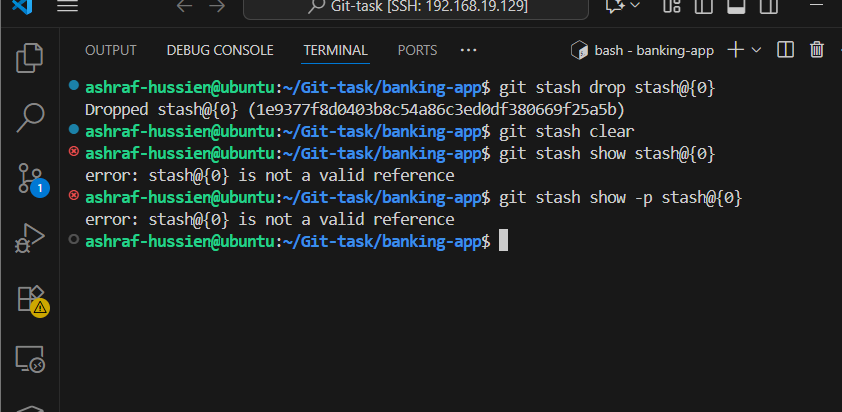 Git-task [SSH: 192.168.19.129]
OUTPUT DEBUG CONSOLE TERMINAL PORTS ··· bash - banking-app
ashraf-hussien@ubuntu:~/Git-task/banking-app$ git stash drop stash@{0}
Dropped stash@{0} (1e9377f8d0403b8c54a86c3ed0df380669f25a5b)
ashraf-hussien@ubuntu:~/Git-task/banking-app$ git stash clear
ashraf-hussien@ubuntu:~/Git-task/banking-app$ git stash show stash@{0}
error: stash@{0} is not a valid reference
1
ashraf-hussien@ubuntu:~/Git-task/banking-app$ git stash show -p stash@{0}
error: stash@{0} is not a valid reference
ashraf-hussien@ubuntu:~/Git-task/banking-app$